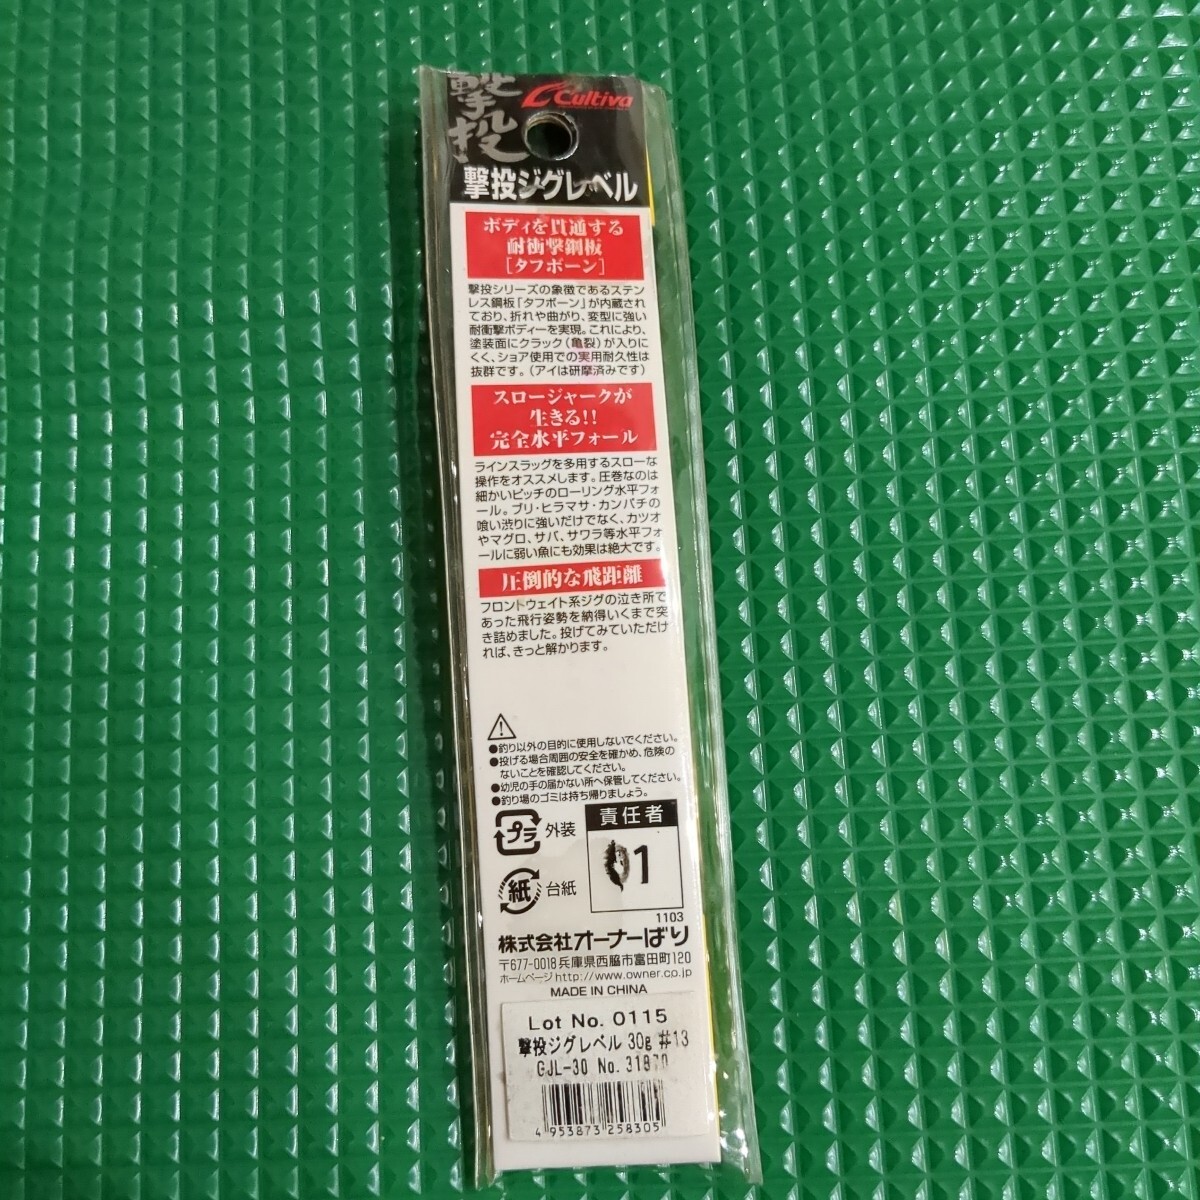 撃投
Cultiva
撃投ジグレベル
ボディを貫通する
耐衝撃鋼板
［タフボーン］
撃投シリーズの象徴であるステン
レス鋼板「タフボーン」が内蔵され
ており、折れや曲がり、変型に強い
耐衝撃ボディーを実現。これにより、
塗装面にクラック（亀裂）が入りに
くく、ショア使用での実用耐久性は
抜群です。（アイは研摩済みです）
スロージャークが
生きる!!
完全水平フォール
ラインスラッグを多用するスローな
操作をオススメします。圧巻なのは
細かいピッチのローリング水平フォ
ール。ブリ・ヒラマサ・カンパチの
喰い渋りに強いだけでなく、カツオ
やマグロ、サバ、サワラ等水平フォ
ールに弱い魚にも効果は絶大です。
圧倒的な飛距離
フロントウェイト系ジグの泣き所で
あった飛行姿勢を納得いくまで突
き詰めました。投げてみていただけ
れば、きっと解かります。
●釣り以外の目的に使用しないでください。
●投げる場合周囲の安全を確かめ、危険の
ないことを確認してください。
●幼児の手の届かない所へ保管してください。
●釣り場のゴミは持ち帰りましょう。
プラ 外装
責任者
01
紙 台紙
1103
株式会社オーナーばり
〒677-0018兵庫県西脇市富田町120
ホームページhttp://www.owner.co.jp
MADE IN CHINA
Lot No. 0115
撃投ジグレベル 30g #13
GJL-30 No. 31870
4 953873 258305